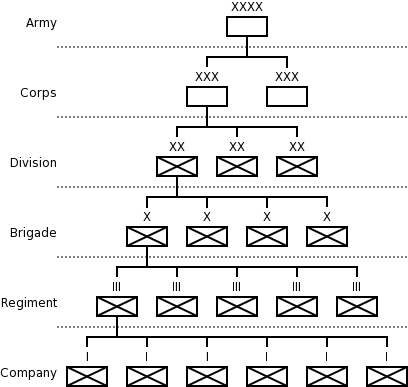 XXXX
Army
XXX XXX
Corps
XX XX XX
Division
X X X X
Brigade
III III III III III
Regiment
I I I I I I
Company